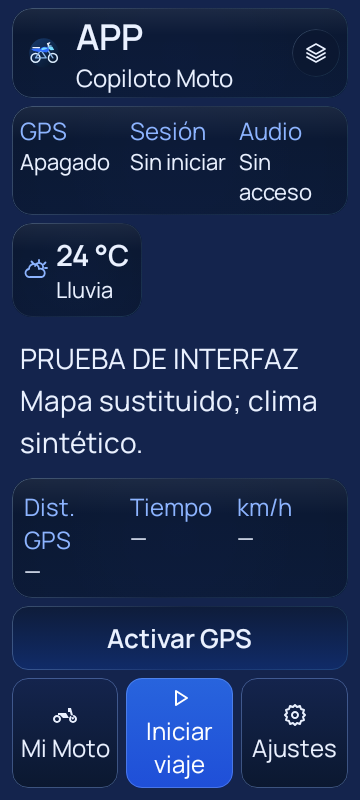 APP
Copiloto Moto
GPS Sesión Audio
Apagado Sin iniciar Sin
acceso
24 °C
Lluvia
PRUEBA DE INTERFAZ
Mapa sustituido; clima
sintético.
Dist. Tiempo km/h
GPS — —
—
Activar GPS
Mi Moto
Iniciar
viaje
Ajustes